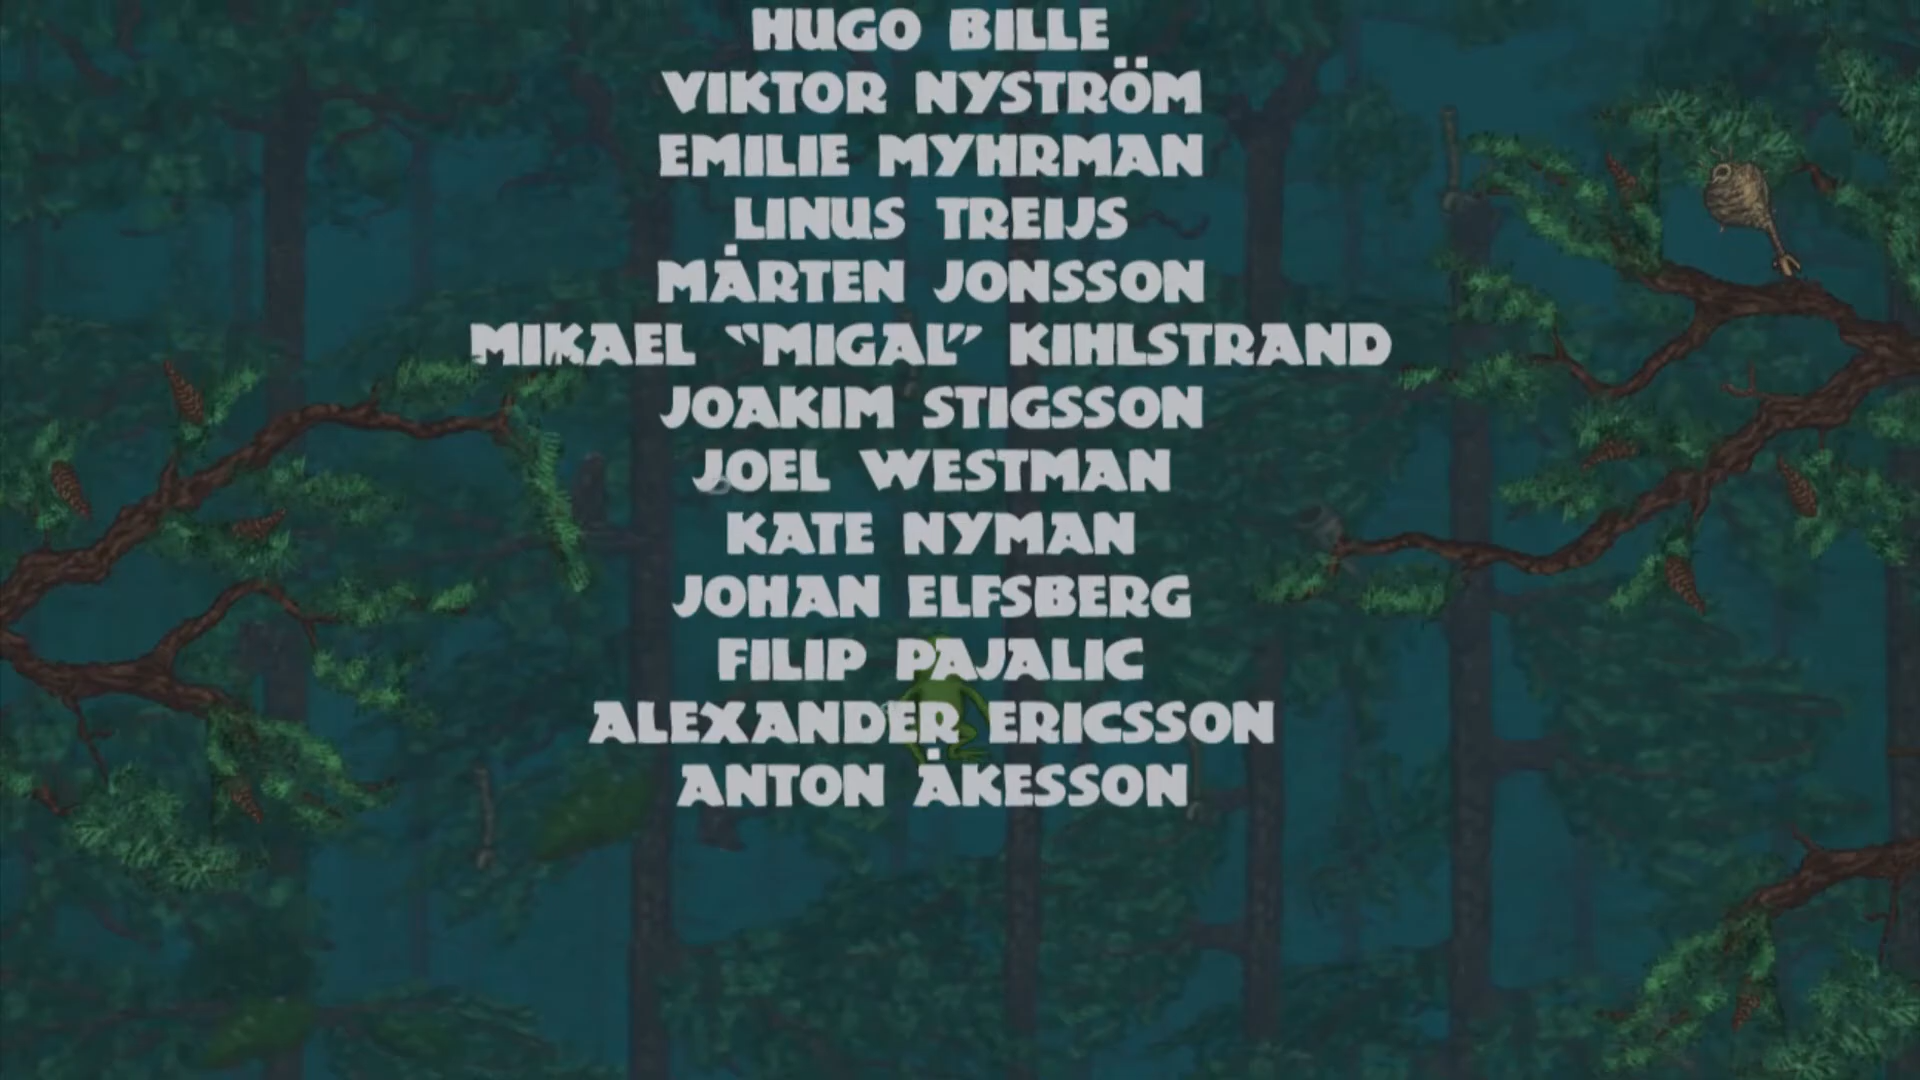 HUGO BILLE
VIKTOR NYSTRÖM
EMILIE MYHRMAN
LINUS TREIJS
MÅRTEN JONSSON
MIKAEL “MIGAL” KIHLSTRAND
JOAKIM STIGSSON
JOEL WESTMAN
KATE NYMAN
JOHAN ELFSBERG
FILIP PAJALIC
ALEXANDER ERICSSON
ANTON ÅKESSON